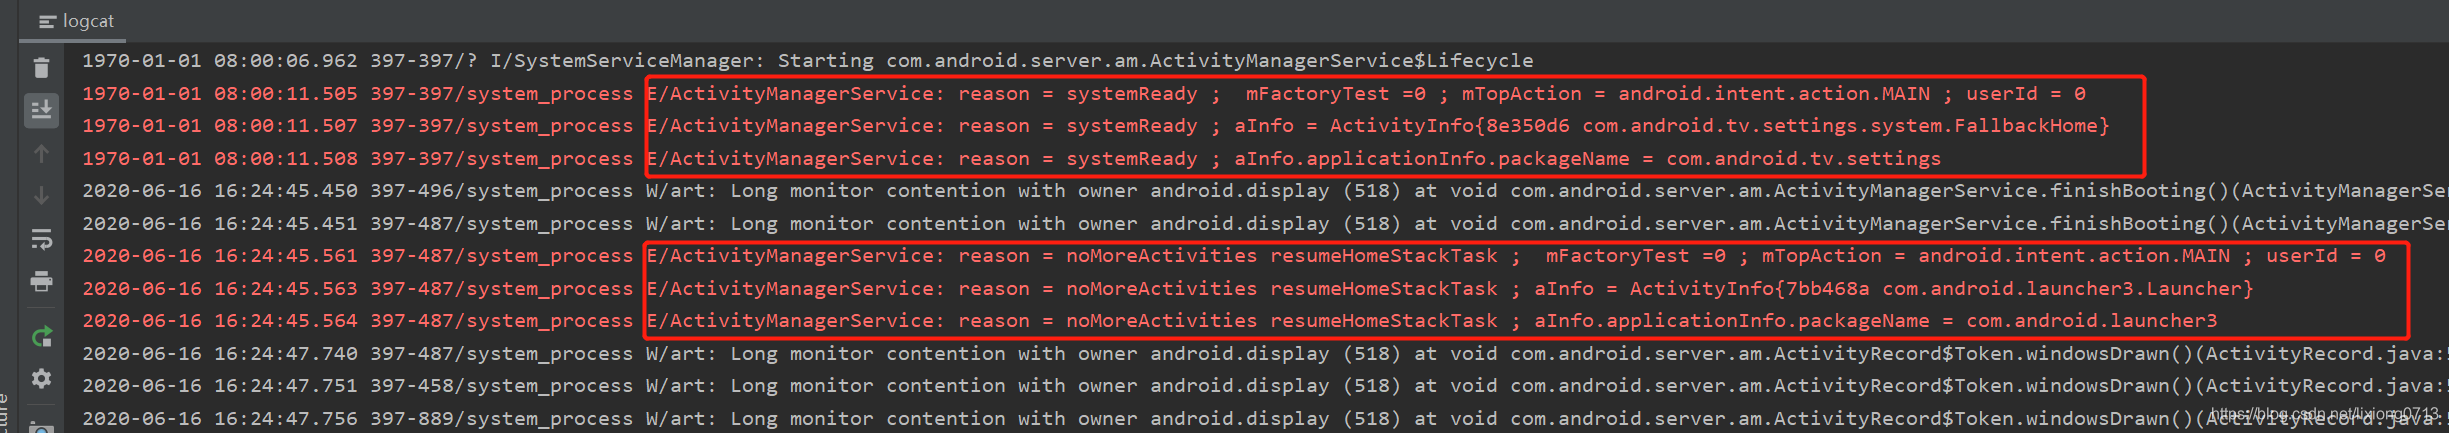 logcat
1970-01-01 08:00:06.962 397-397/? I/SystemServiceManager: Starting com.android.server.am.ActivityManagerService$Lifecycle
1970-01-01 08:00:11.505 397-397/system_process E/ActivityManagerService: reason = systemReady ;  mFactoryTest =0 ; mTopAction = android.intent.action.MAIN ; userId = 0
1970-01-01 08:00:11.507 397-397/system_process E/ActivityManagerService: reason = systemReady ; aInfo = ActivityInfo{8e350d6 com.android.tv.settings.system.FallbackHome}
1970-01-01 08:00:11.508 397-397/system_process E/ActivityManagerService: reason = systemReady ; aInfo.applicationInfo.packageName = com.android.tv.settings
2020-06-16 16:24:45.450 397-496/system_process W/art: Long monitor contention with owner android.display (518) at void com.android.server.am.ActivityManagerService.finishBooting()(ActivityManagerSe
2020-06-16 16:24:45.451 397-487/system_process W/art: Long monitor contention with owner android.display (518) at void com.android.server.am.ActivityManagerService.finishBooting()(ActivityManagerSe
2020-06-16 16:24:45.561 397-487/system_process E/ActivityManagerService: reason = noMoreActivities resumeHomeStackTask ;  mFactoryTest =0 ; mTopAction = android.intent.action.MAIN ; userId = 0
2020-06-16 16:24:45.563 397-487/system_process E/ActivityManagerService: reason = noMoreActivities resumeHomeStackTask ; aInfo = ActivityInfo{7bb468a com.android.launcher3.Launcher}
2020-06-16 16:24:45.564 397-487/system_process E/ActivityManagerService: reason = noMoreActivities resumeHomeStackTask ; aInfo.applicationInfo.packageName = com.android.launcher3
2020-06-16 16:24:47.740 397-487/system_process W/art: Long monitor contention with owner android.display (518) at void com.android.server.am.ActivityRecord$Token.windowsDrawn()(ActivityRecord.java:5
2020-06-16 16:24:47.751 397-458/system_process W/art: Long monitor contention with owner android.display (518) at void com.android.server.am.ActivityRecord$Token.windowsDrawn()(ActivityRecord.java:5
2020-06-16 16:24:47.756 397-889/system_process W/art: Long monitor contention with owner android.display (518) at void com.android.server.am.ActivityRecord$Token.windowsDrawn()(ActivityRecord.java:5
https://blog.csdn.net/lixiong0713